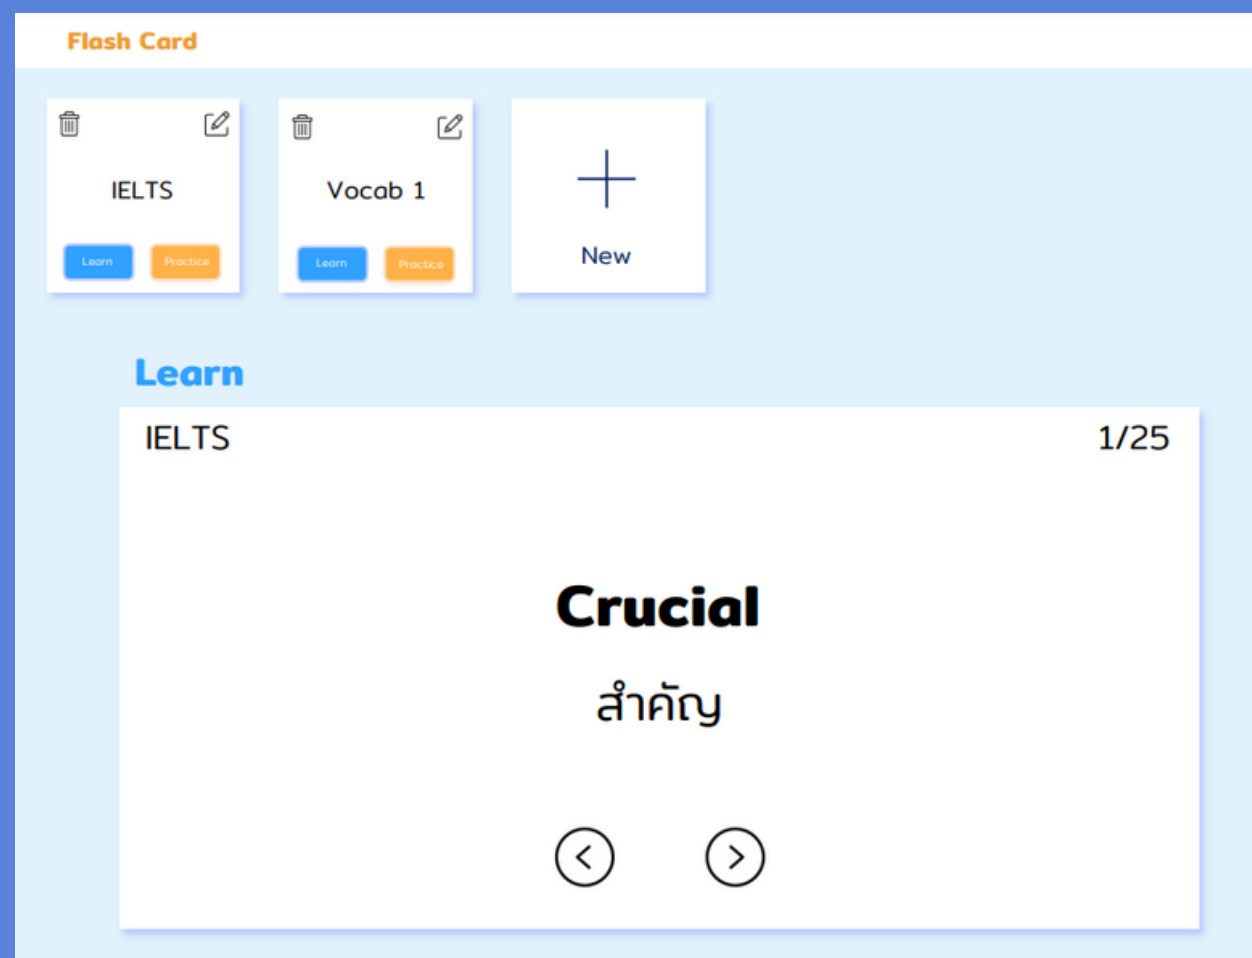 Flash Card
IELTS
Learn Practice
Vocab 1
Learn Practice
New
Learn
IELTS 1/25
Crucial
สำคัญ